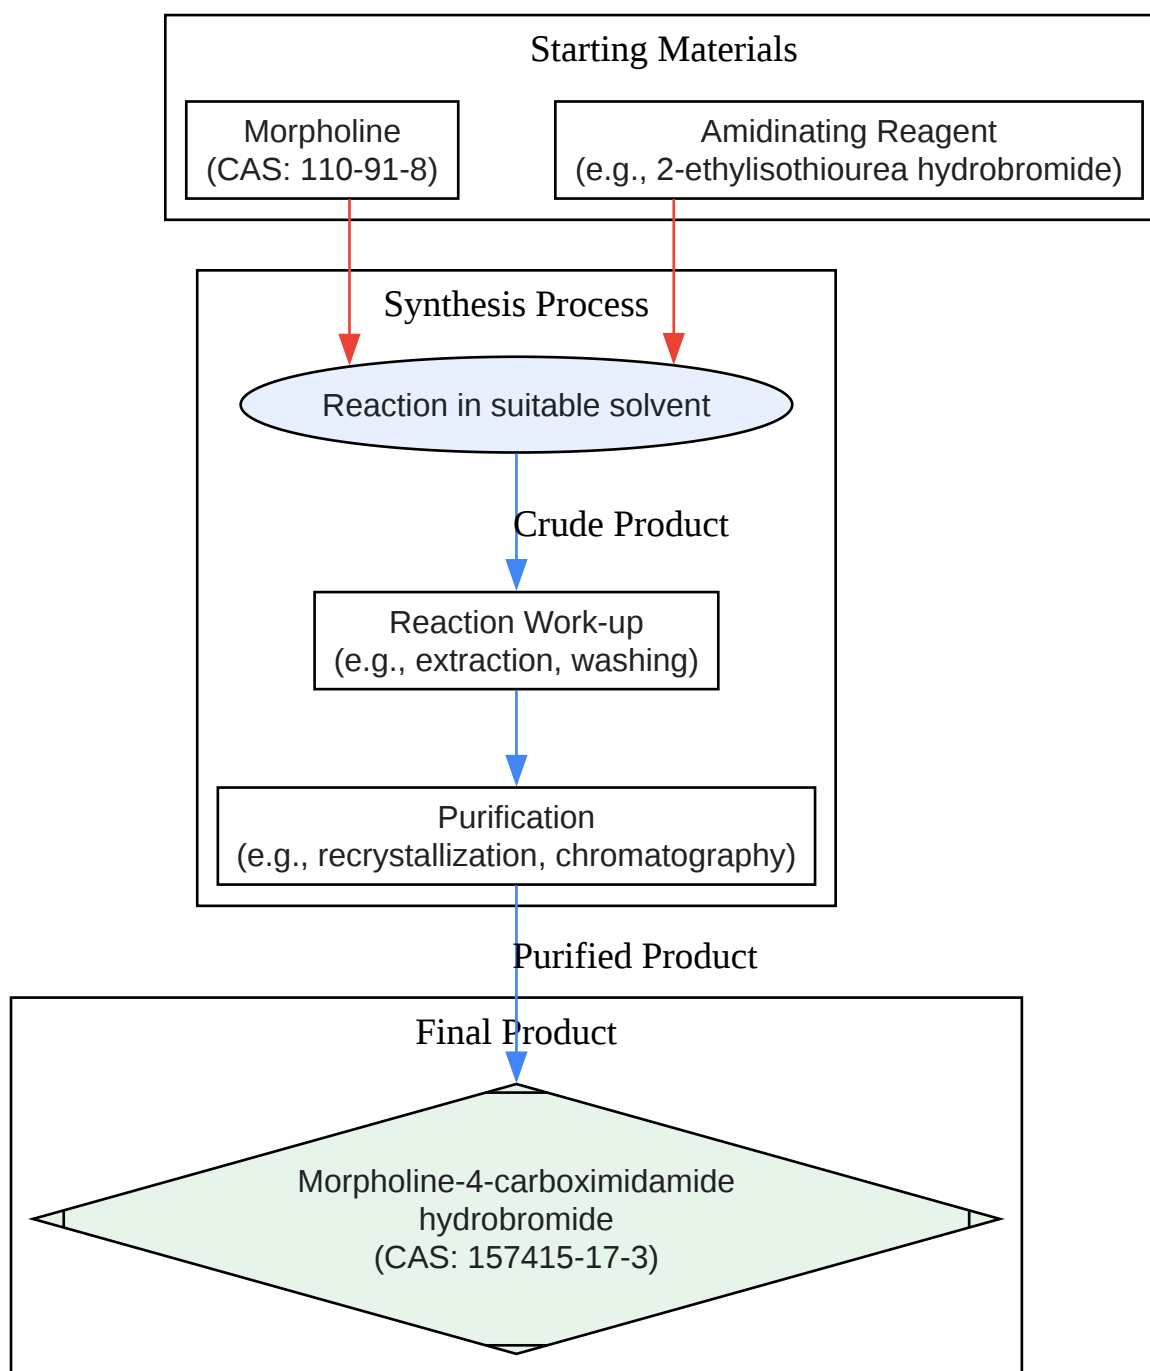 Starting Materials
Morpholine
(CAS: 110-91-8)
Amidinating Reagent
(e.g., 2-ethylisothiourea hydrobromide)
Synthesis Process
Reaction in suitable solvent
Crude Product
Reaction Work-up
(e.g., extraction, washing)
Purification
(e.g., recrystallization, chromatography)
Purified Product
Final Product
Morpholine-4-carboximidamide
hydrobromide
(CAS: 157415-17-3)